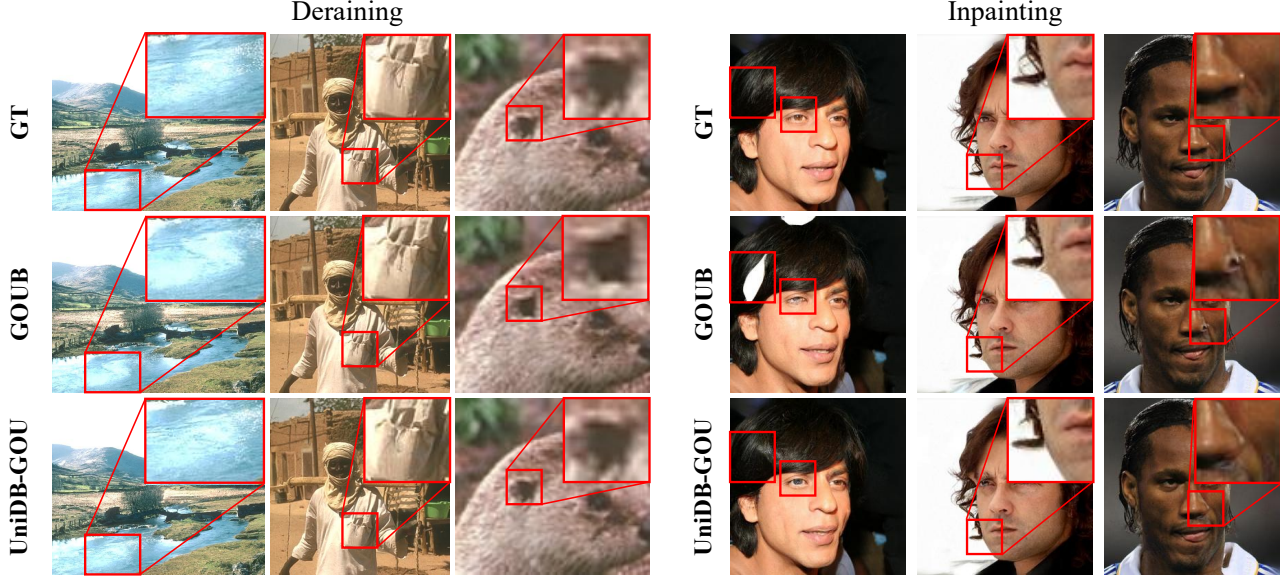 Deraining
Inpainting
GT
GT
GOUB
GOUB
UniDB-GOU
UniDB-GOU